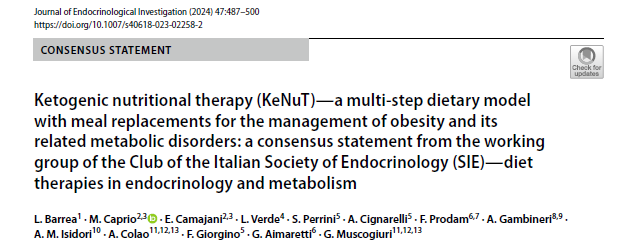 Journal of Endocrinological Investigation (2024) 47:487–500
https://doi.org/10.1007/s40618-023-02258-2
CONSENSUS STATEMENT
Check for
updates
Ketogenic nutritional therapy (KeNuT)—a multi-step dietary model
with meal replacements for the management of obesity and its
related metabolic disorders: a consensus statement from the working
group of the Club of the Italian Society of Endocrinology (SIE)—diet
therapies in endocrinology and metabolism
L. Barrea1 · M. Caprio2,3 · E. Camajani2,3 · L. Verde4 · S. Perrini5 · A. Cignarelli5 · F. Prodam6,7 · A. Gambineri8,9 ·
A. M. Isidori10 · A. Colao11,12,13 · F. Giorgino5 · G. Aimaretti6 · G. Muscogiuri11,12,13